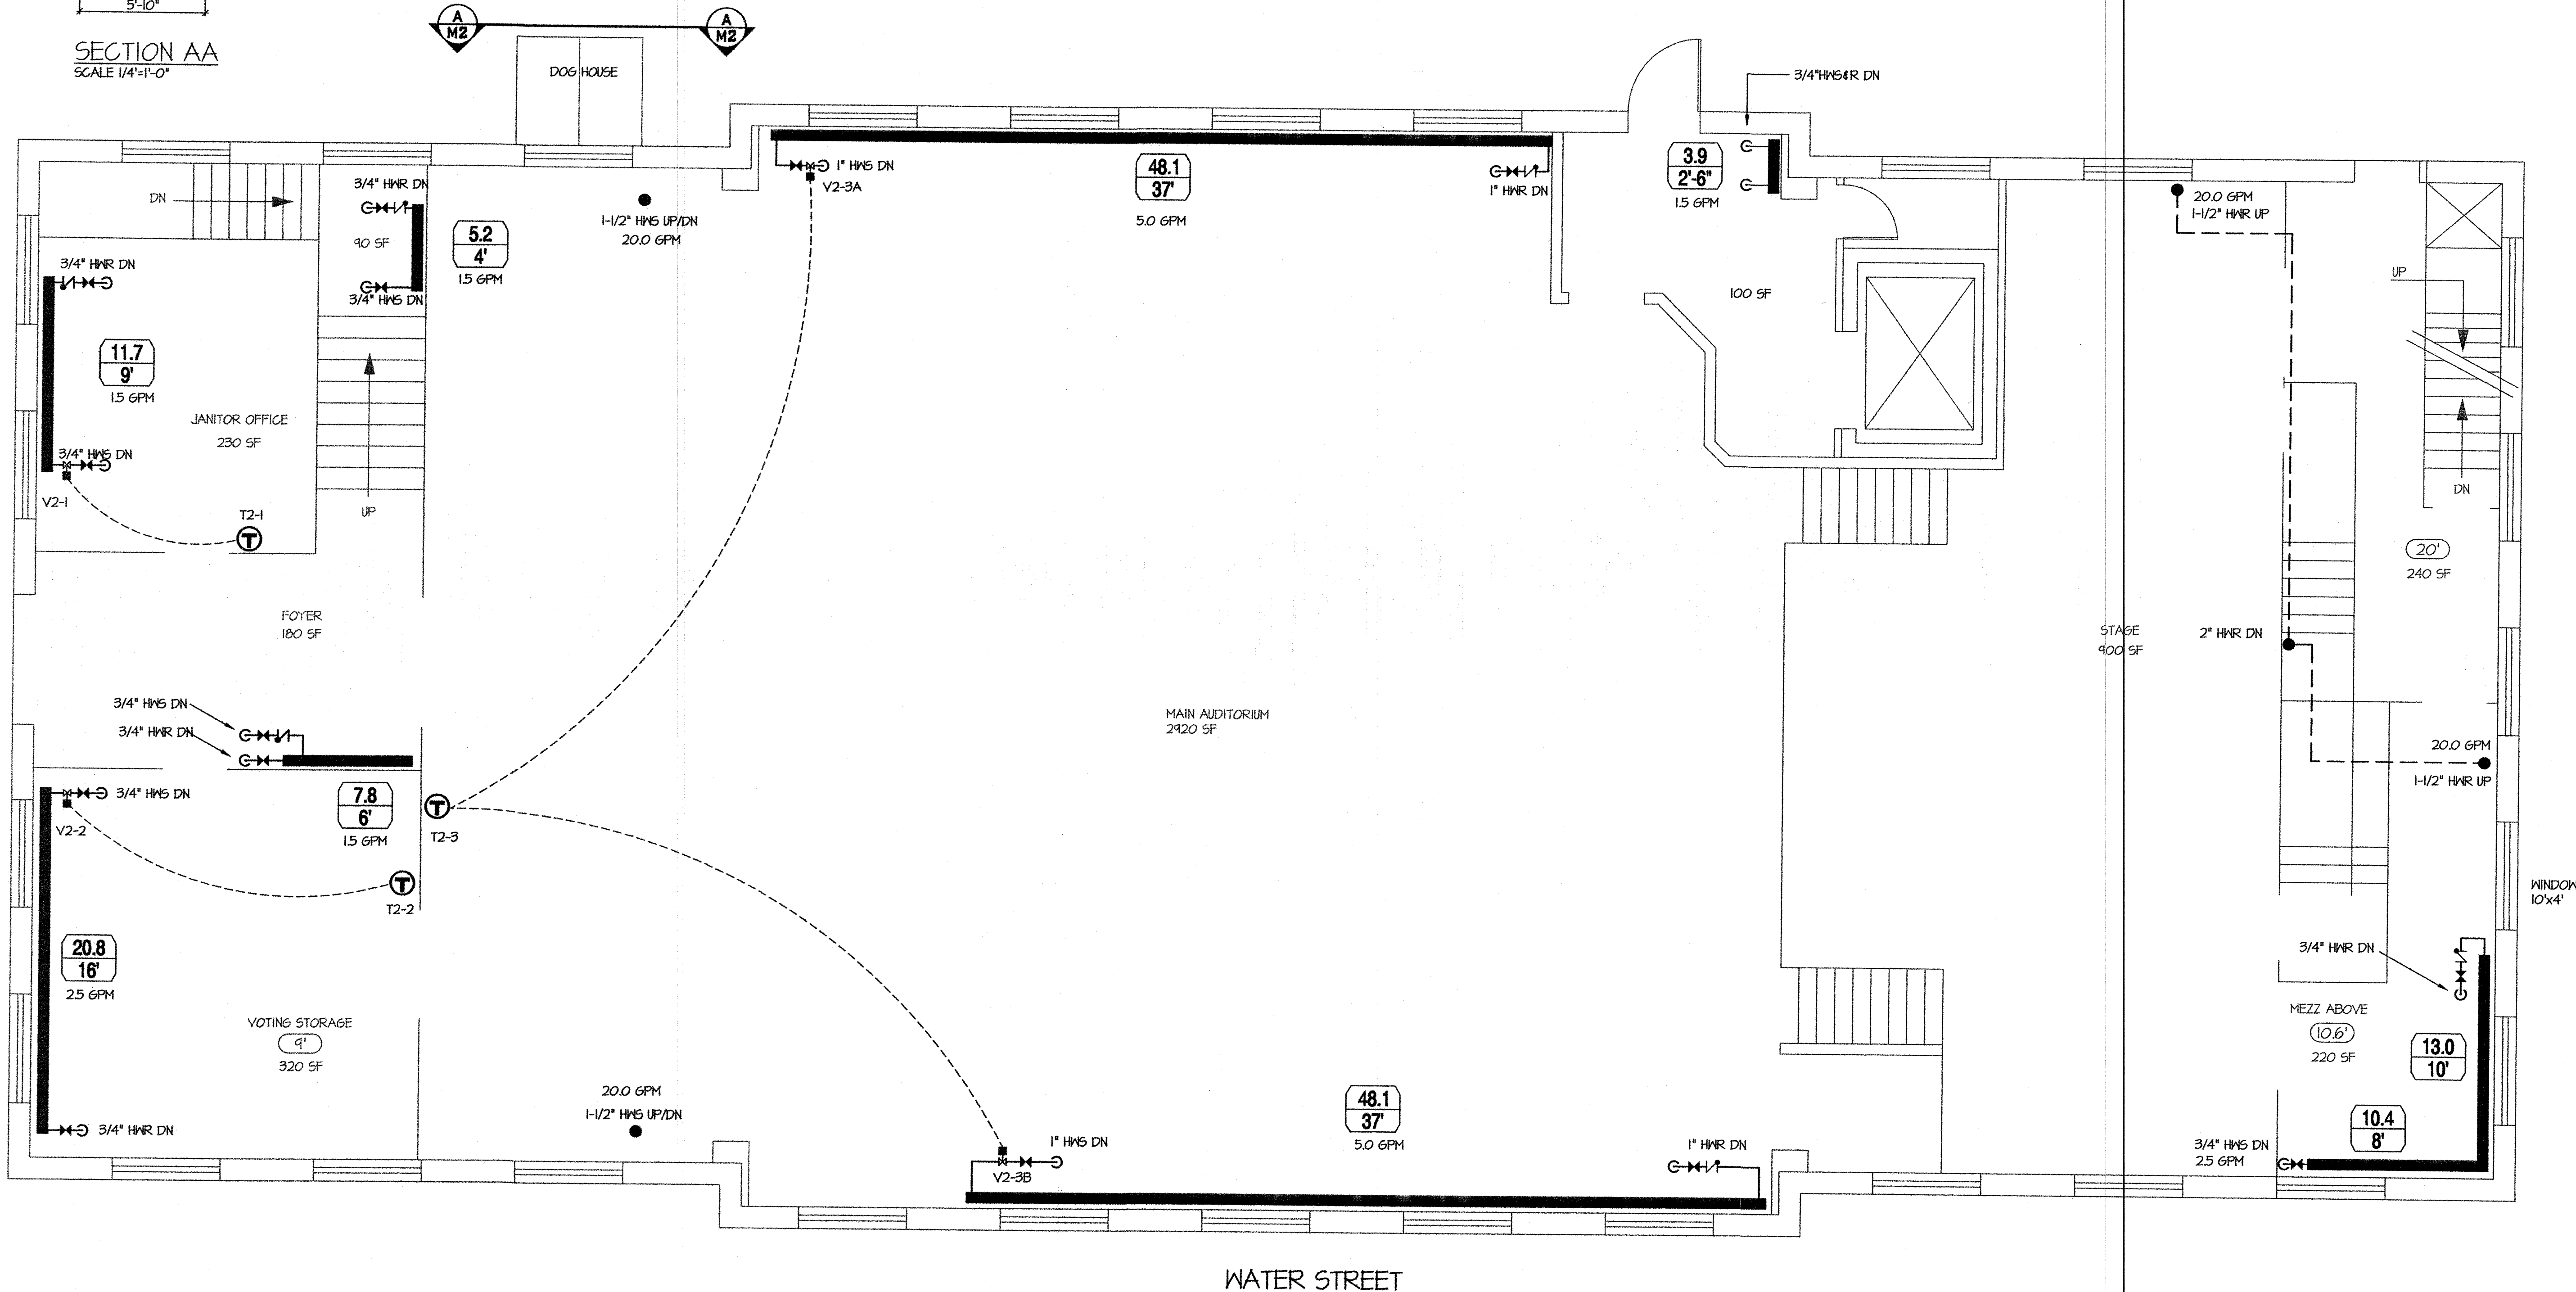 5'-10"
SECTION AA
SCALE 1/4"=1'-0"
A
M2
A
M2
DOG HOUSE
3/4"HWS&R DN
DN
3/4" HWR DN
90 SF
3/4" HWS DN
5.2
4'
1.5 GPM
1-1/2" HWS UP/DN
20.0 GPM
1" HWS DN
V2-3A
48.1
37'
5.0 GPM
1" HWR DN
3.9
2'-6"
1.5 GPM
100 SF
20.0 GPM
1-1/2" HWR UP
UP
DN
3/4" HWR DN
11.7
9'
1.5 GPM
JANITOR OFFICE
230 SF
3/4" HWS DN
V2-1
T2-1
T
UP
FOYER
180 SF
3/4" HWS DN
3/4" HWR DN
3/4" HWS DN
V2-2
7.8
6'
1.5 GPM
T
T2-3
T
T2-2
20.8
16'
2.5 GPM
VOTING STORAGE
9'
320 SF
3/4" HWR DN
MAIN AUDITORIUM
2920 SF
20.0 GPM
1-1/2" HWS UP/DN
1" HWS DN
V2-3B
48.1
37'
5.0 GPM
1" HWR DN
STAGE
900 SF
2" HWR DN
20'
240 SF
20.0 GPM
1-1/2" HWR UP
WINDOW
10'x4'
3/4" HWR DN
MEZZ ABOVE
10.6'
220 SF
13.0
10'
10.4
8'
3/4" HWS DN
2.5 GPM
WATER STREET